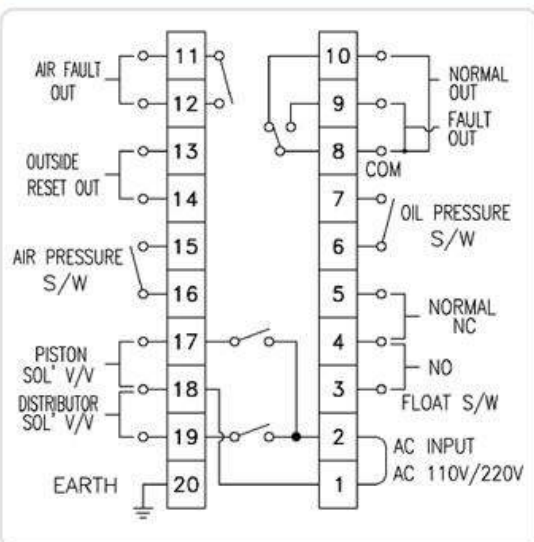 AIR FAULT
OUT
OUTSIDE
RESET OUT
AIR PRESSURE
S/W
PISTON
SOL' V/V
DISTRIBUTOR
SOL' V/V
EARTH
11
12
13
14
15
16
17
18
19
20
10
9
8
7
6
5
4
3
2
1
NORMAL
OUT
FAULT
OUT
COM
OIL PRESSURE
S/W
NORMAL
NC
NO
FLOAT S/W
AC INPUT
AC 110V/220V